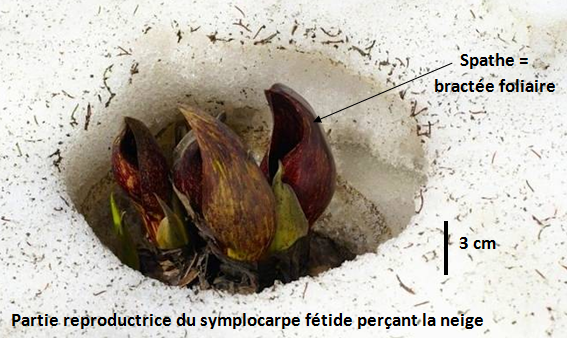 Spathe =
bractée foliaire
3 cm
Partie reproductrice du symplocarpe fétide perçant la neige